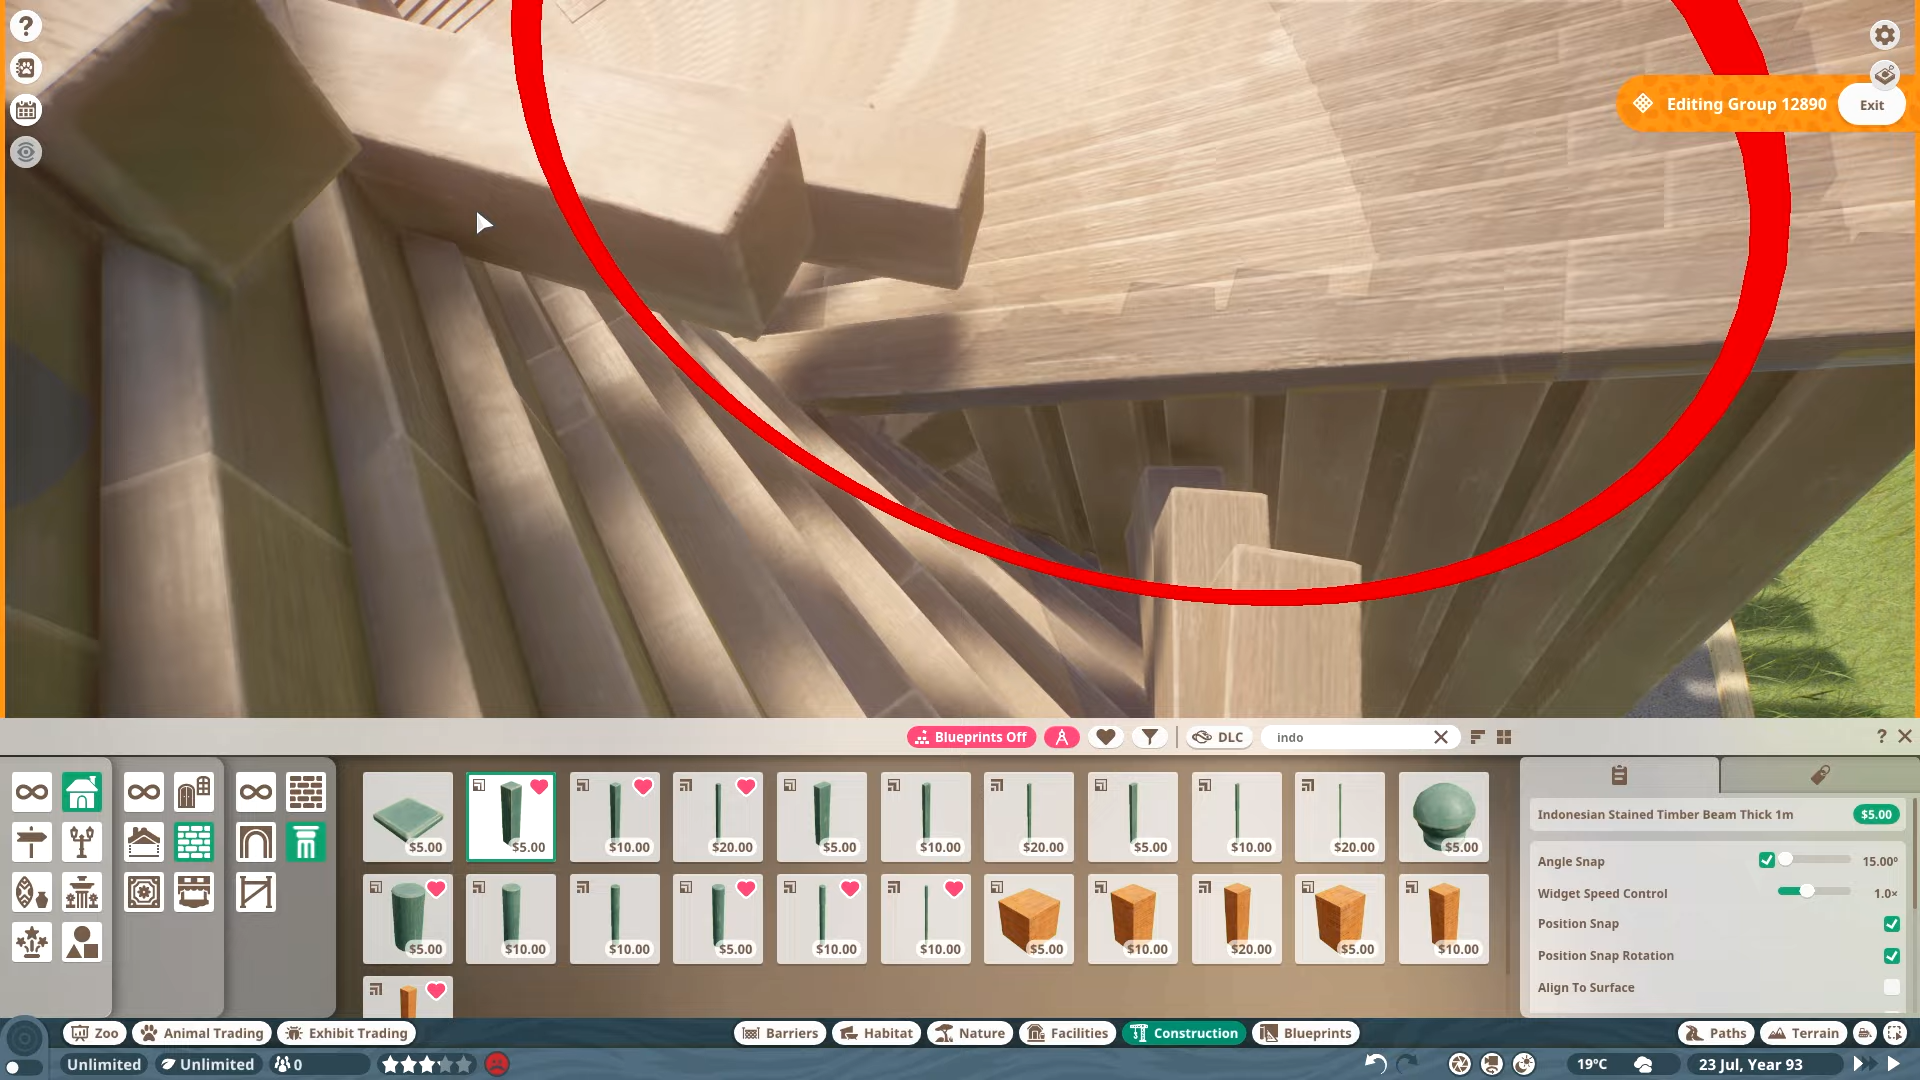 ?
Editing Group 12890
Exit
Blueprints Off
DLC
indo
?
$5.00
$5.00
$10.00
$20.00
$5.00
$10.00
$20.00
$5.00
$10.00
$20.00
$5.00
$5.00
$10.00
$10.00
$5.00
$10.00
$10.00
$5.00
$10.00
$20.00
$5.00
$10.00
Indonesian Stained Timber Beam Thick 1m
$5.00
Angle Snap
15.00°
Widget Speed Control
1.0×
Position Snap
Position Snap Rotation
Align To Surface
Zoo
Animal Trading
Exhibit Trading
Barriers
Habitat
Nature
Facilities
Construction
Blueprints
Paths
Terrain
Unlimited
Unlimited
0
19°C
23 Jul, Year 93